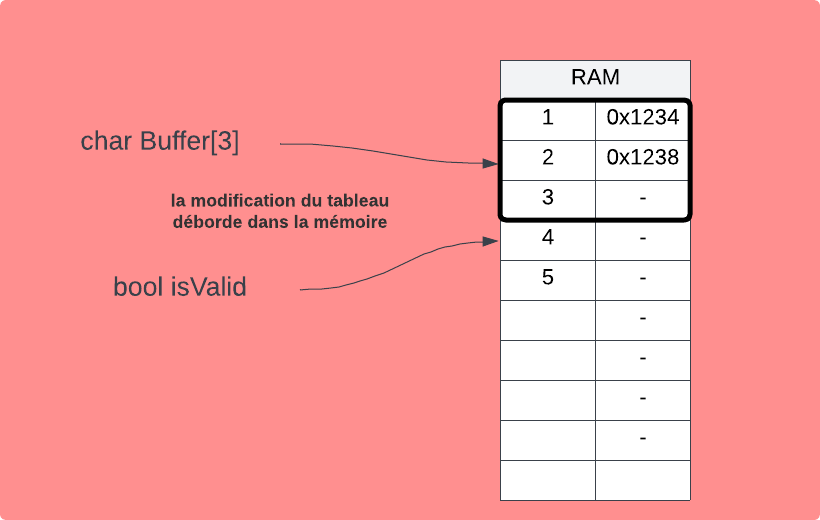 RAM
1 0x1234
char Buffer[3]
2 0x1238
3 -
la modification du tableau
déborde dans la mémoire
4 -
5 -
bool isValid
-
-
-
-